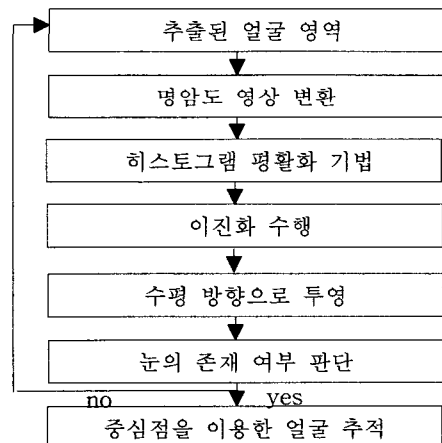 추출된 얼굴 영역
명암도 영상 변환
히스토그램 평활화 기법
이진화 수행
수평 방향으로 투영
눈의 존재 여부 판단
no yes
중심점을 이용한 얼굴 추적